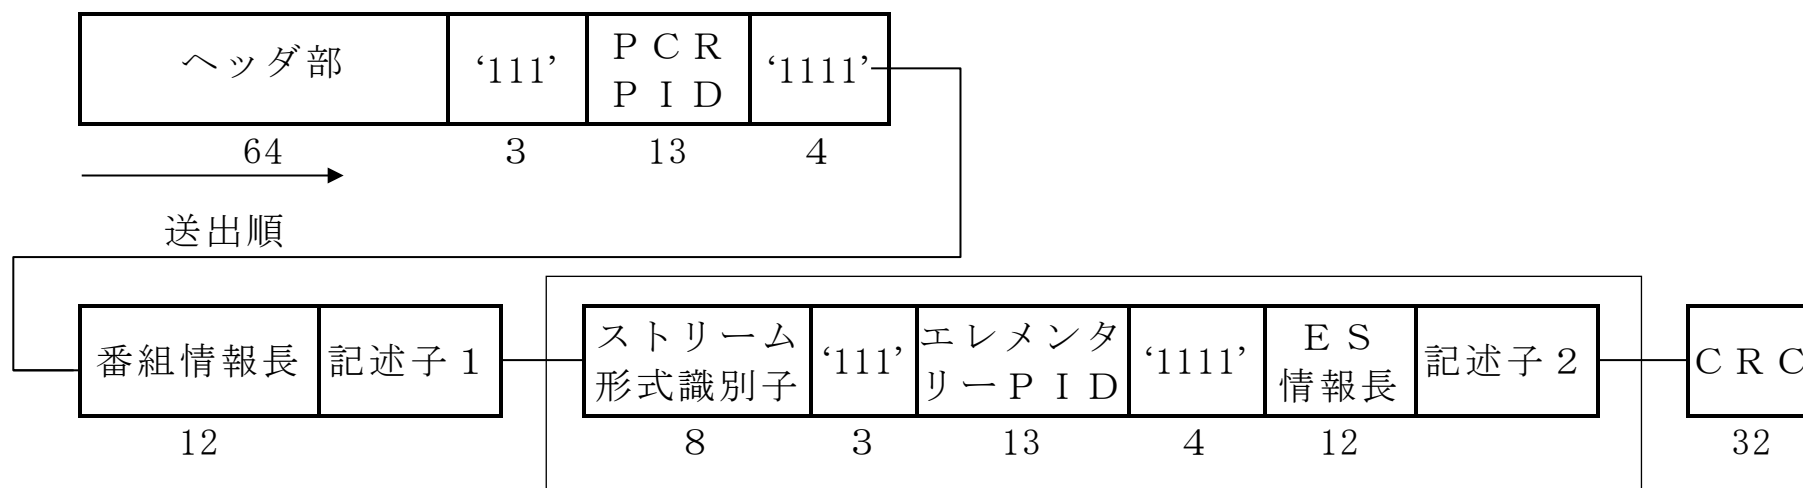 ヘッダ部
‘111’
ＰＣＲ
ＰＩＤ
‘1111’
64
3
13
4
送出順
番組情報長
記述子1
ストリーム
形式識別子
‘111’
エレメンタ
リーＰＩＤ
‘1111’
ＥＳ
情報長
記述子2
ＣＲＣ
12
8
3
13
4
12
32